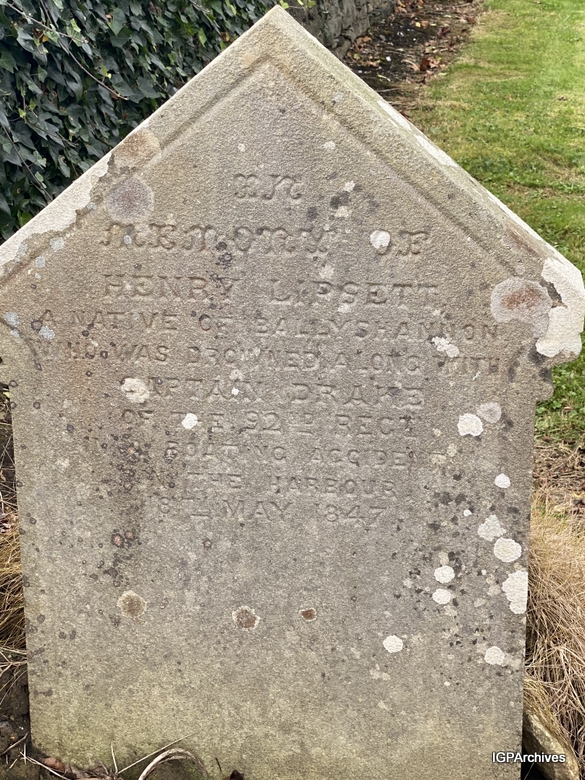 IN
MEMORY OF
HENRY LIPSETT
A NATIVE OF BALLYSHANNON
WHO WAS DROWNED ALONG WITH
CAPTAIN DRAKE
OF THE 92ND REGT
BOATING ACCIDENT
IN THE HARBOUR
8TH MAY 1847
IGPArchives